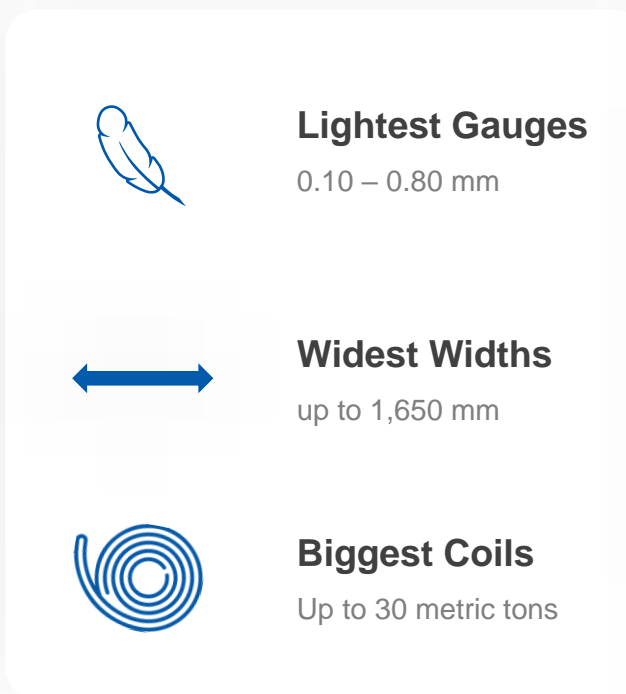 Lightest Gauges
0.10 – 0.80 mm
Widest Widths
up to 1,650 mm
Biggest Coils
Up to 30 metric tons